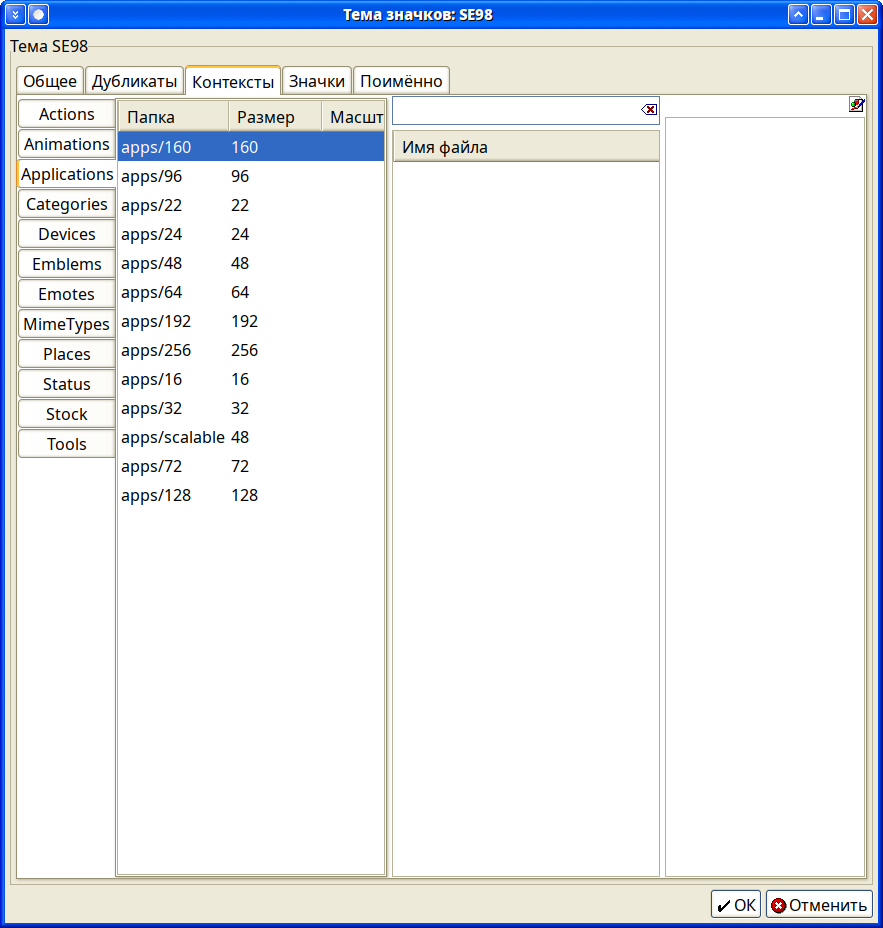 Тема значков: SE98
Тема SE98
Общее Дубликаты Контексты Значки Поимённо
Actions
Animations
Applications
Categories
Devices
Emblems
Emotes
MimeTypes
Places
Status
Stock
Tools
Папка Размер Масшт
apps/160 160
apps/96 96
apps/22 22
apps/24 24
apps/48 48
apps/64 64
apps/192 192
apps/256 256
apps/16 16
apps/32 32
apps/scalable 48
apps/72 72
apps/128 128
Имя файла
OK Отменить